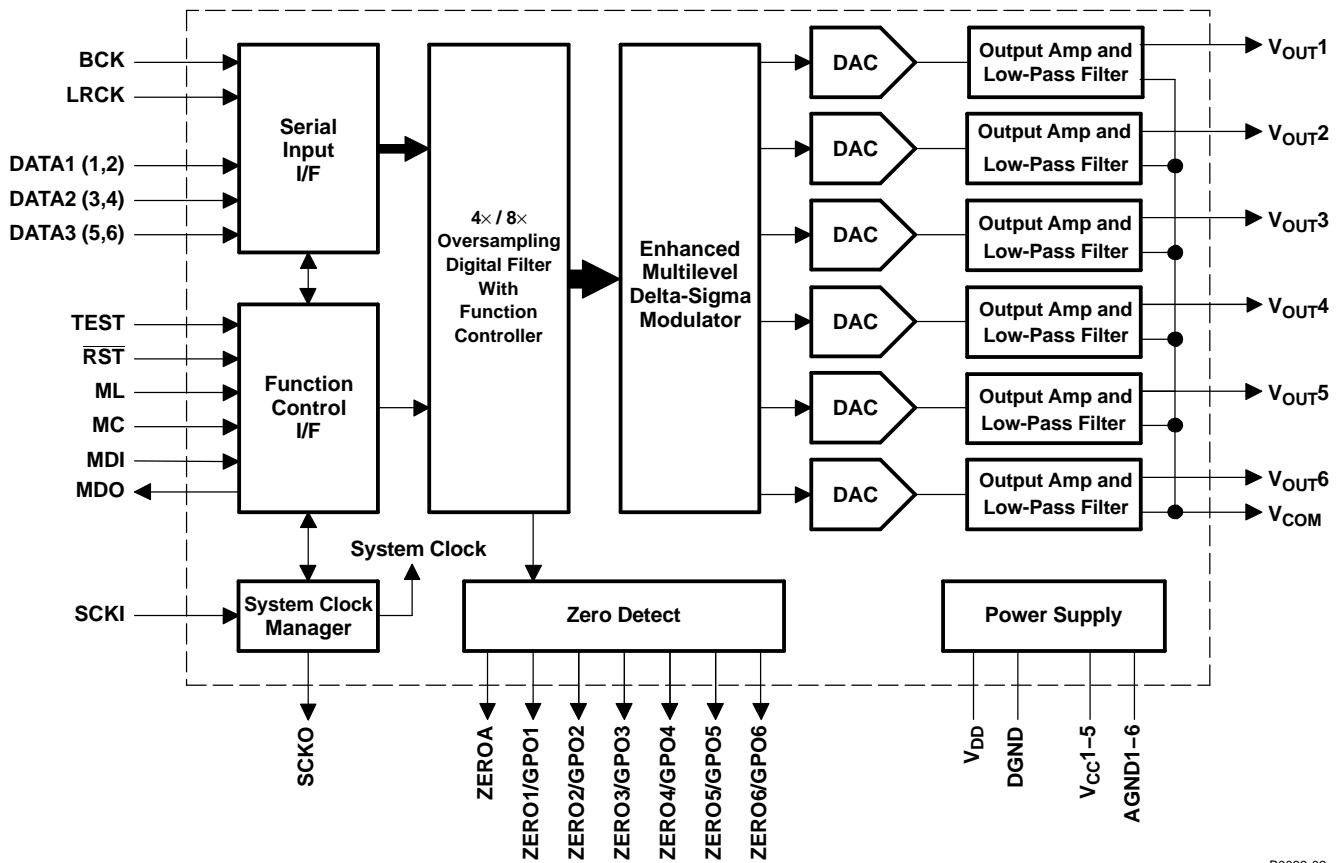 BCK
LRCK
DATA1 (1,2)
DATA2 (3,4)
DATA3 (5,6)
TEST
RST
ML
MC
MDI
MDO
SCKI
Serial
Input
I/F
Function
Control
I/F
System Clock
System Clock
Manager
4× / 8×
Oversampling
Digital Filter
With
Function
Controller
Enhanced
Multilevel
Delta-Sigma
Modulator
DAC
DAC
DAC
DAC
DAC
DAC
Output Amp and
Low-Pass Filter
Output Amp and
Low-Pass Filter
Output Amp and
Low-Pass Filter
Output Amp and
Low-Pass Filter
Output Amp and
Low-Pass Filter
Output Amp and
Low-Pass Filter
VOUT1
VOUT2
VOUT3
VOUT4
VOUT5
VOUT6
VCOM
Zero Detect
Power Supply
SCKO
ZEROA
ZERO1/GPO1
ZERO2/GPO2
ZERO3/GPO3
ZERO4/GPO4
ZERO5/GPO5
ZERO6/GPO6
VDD
DGND
VCC1−5
AGND1−6